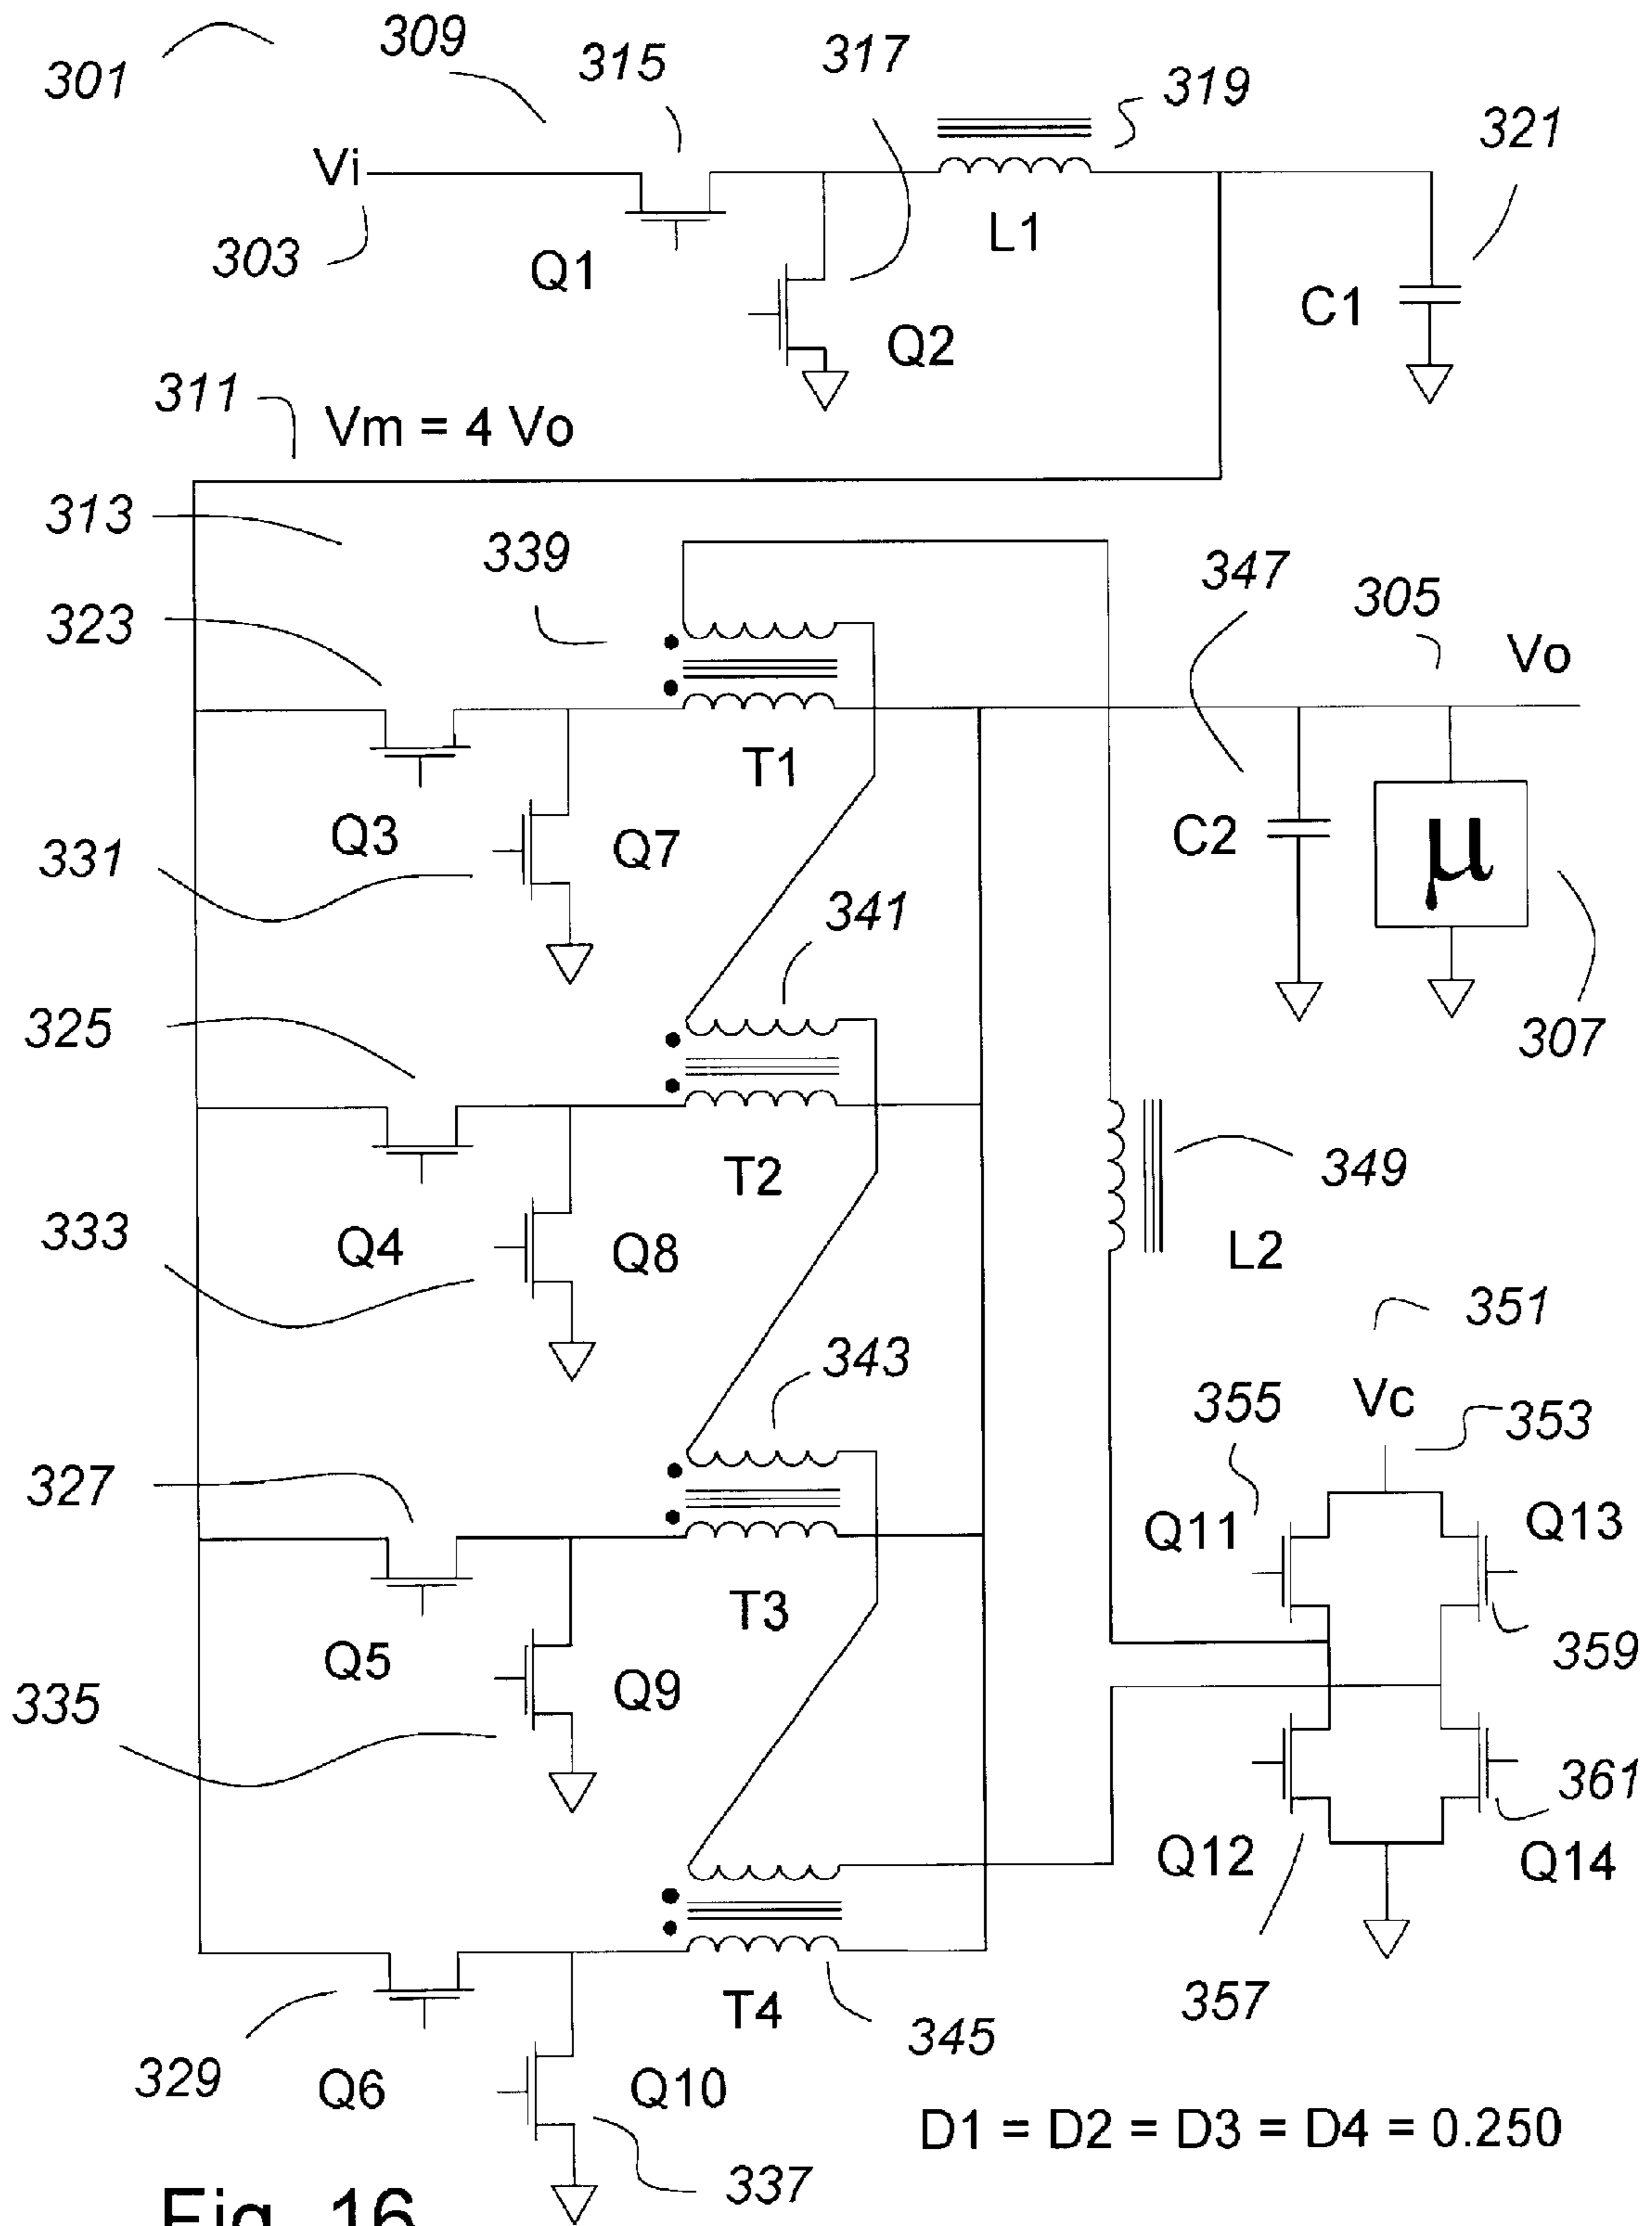 301
309
315
317
319
321
Vi
303
Q1
L1
Q2
C1
311
Vm = 4 Vo
313
339
347
305
323
Vo
T1
Q3
Q7
C2
µ
331
341
325
307
T2
349
Q4
Q8
L2
333
343
351
Vc
355
353
327
Q11
Q13
T3
Q5
Q9
359
335
361
Q12
Q14
357
T4
345
329
Q6
Q10
D1 = D2 = D3 = D4 = 0.250
337
Fig. 16